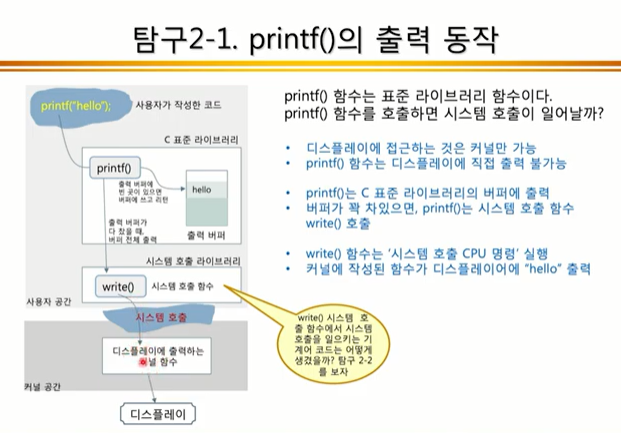 탐구2-1. printf()의 출력 동작
printf("hello");
사용자가 작성한 코드
C 표준 라이브러리
printf()
출력 버퍼에
빈 곳이 있으면
버퍼에 쓰고 리턴
hello
출력 버퍼가
다 찼을 때,
버퍼 전체 출력
출력 버퍼
시스템 호출 라이브러리
write()
시스템 호출 함수
사용자 공간
시스템 호출
디스플레이에 출력하는
커널 함수
커널 공간
디스플레이
printf() 함수는 표준 라이브러리 함수이다.
printf() 함수를 호출하면 시스템 호출이 일어날까?
• 디스플레이에 접근하는 것은 커널만 가능
• printf() 함수는 디스플레이에 직접 출력 불가능
• printf()는 C 표준 라이브러리의 버퍼에 출력
• 버퍼가 꽉 차있으면, printf()는 시스템 호출 함수
write() 호출
• write() 함수는 '시스템 호출 CPU 명령' 실행
• 커널에 작성된 함수가 디스플레이어에 "hello" 출력
write() 시스템 호
출 함수에서 시스템
호출을 일으키는 기
계어 코드는 어떻게
생겼을까? 탐구 2-2
를 보자